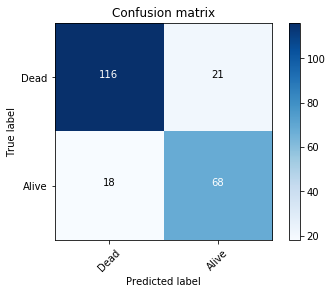 Confusion matrix
True label
Dead
116
21
Alive
18
68
Dead
Alive
Predicted label
100
80
60
40
20